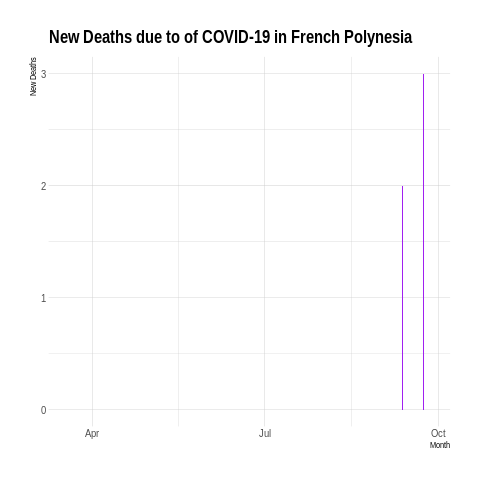 New Deaths due to of COVID-19 in French Polynesia
New Deaths
3
2
1
0
Apr
Jul
Oct
Month